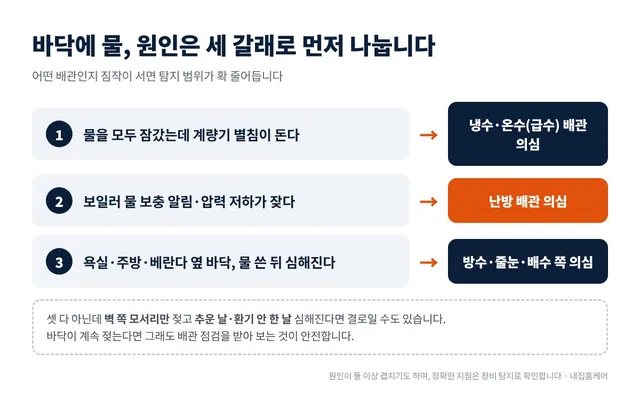 바닥에 물, 원인은 세 갈래로 먼저 나눕니다
어떤 배관인지 짐작이 서면 탐지 범위가 확 줄어듭니다
1 물을 모두 잠갔는데 계량기 별침이 돈다 → 냉수·온수(급수) 배관
의심
2 보일러 물 보충 알림·압력 저하가 잦다 → 난방 배관 의심
3 욕실·주방·베란다 옆 바닥, 물 쓴 뒤 심해진다 → 방수·줄눈·배수 쪽 의심
셋 다 아닌데 벽 쪽 모서리만 젖고 추운 날·환기 안 한 날 심해진다면 결로일 수도 있습니다.
바닥이 계속 젖는다면 그래도 배관 점검을 받아 보는 것이 안전합니다.
원인이 둘 이상 겹치기도 하며, 정확한 지점은 장비 탐지로 확인합니다 · 내집홈케어